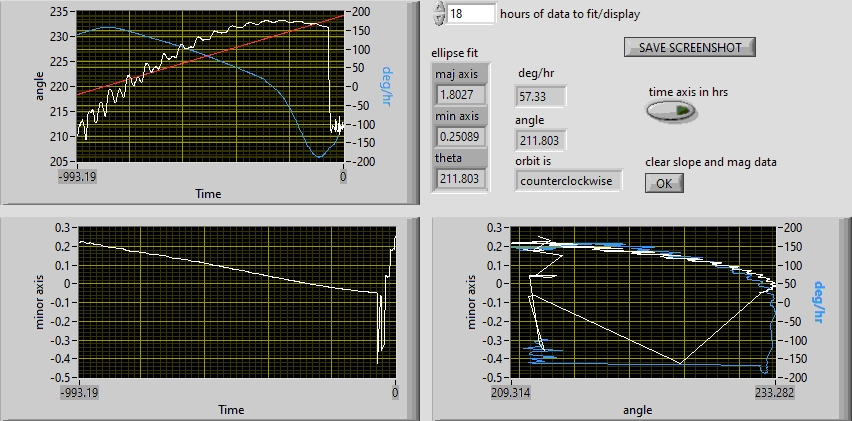 235
230
225
220
215
210
205
angle
200
150
100
50
0
-50
-100
-150
-200
deg/hr
-993.19
0
Time
18
hours of data to fit/display
SAVE SCREENSHOT
ellipse fit
maj axis
1.8027
min axis
0.25089
theta
211.803
deg/hr
57.33
angle
211.803
orbit is
counterclockwise
time axis in hrs
clear slope and mag data
OK
0.3
0.2
0.1
0
-0.1
-0.2
-0.3
-0.4
-0.5
minor axis
-993.19
0
Time
0.3
0.2
0.1
0
-0.1
-0.2
-0.3
-0.4
-0.5
minor axis
200
150
100
50
0
-50
-100
-150
-200
deg/hr
209.314
233.282
angle